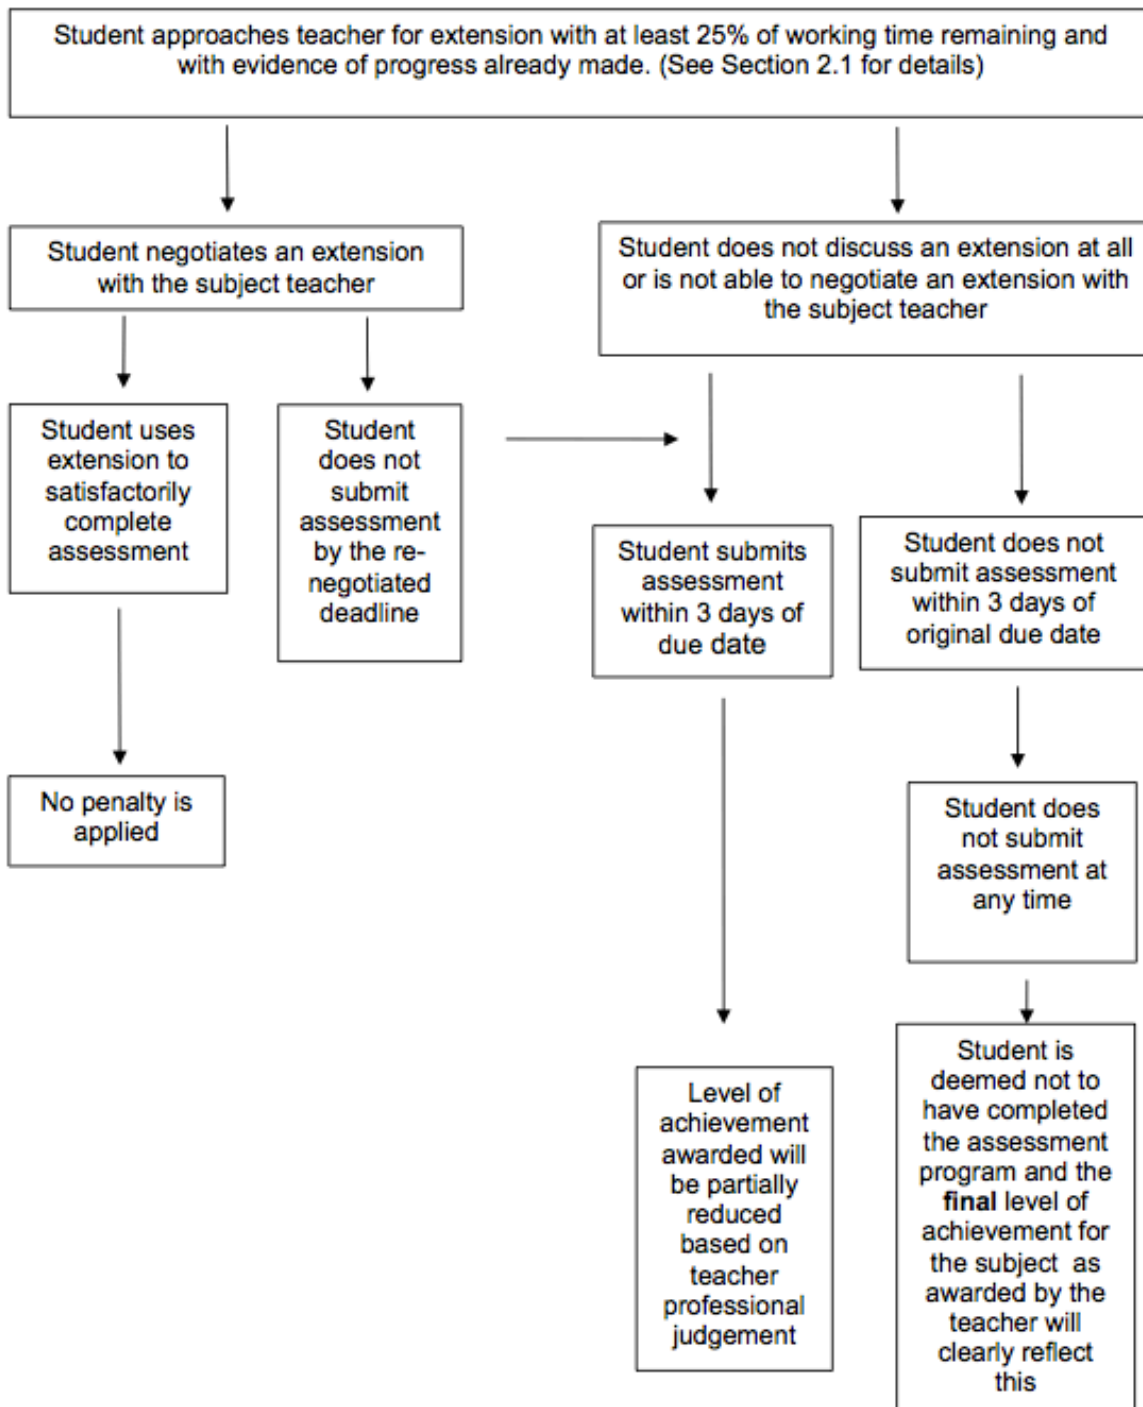 Student approaches teacher for extension with at least 25% of working time remaining and
with evidence of progress already made. (See Section 2.1 for details)
Student negotiates an extension
with the subject teacher
Student does not discuss an extension at all
or is not able to negotiate an extension with
the subject teacher
Student uses
extension to
satisfactorily
complete
assessment
Student
does not
submit
assessment
by the re-
negotiated
deadline
Student submits
assessment
within 3 days of
due date
Student does not
submit assessment
within 3 days of
original due date
No penalty is
applied
Student does
not submit
assessment at
any time
Level of
achievement
awarded will
be partially
reduced
based on
teacher
professional
judgement
Student is
deemed not to
have completed
the assessment
program and the
final level of
achievement for
the subject as
awarded by the
teacher will
clearly reflect
this